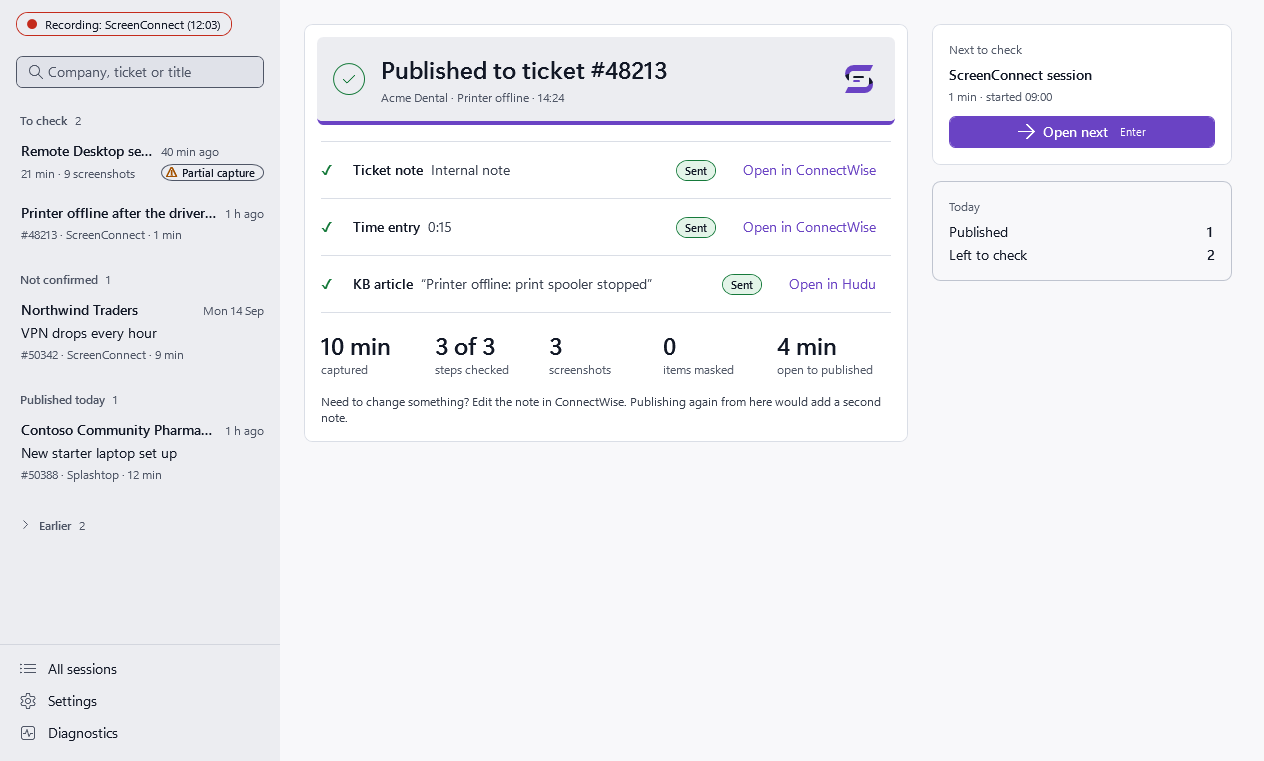 Recording: ScreenConnect (12:03)
Company, ticket or title
To check 2
Remote Desktop se... 40 min ago
21 min · 9 screenshots Partial capture
Printer offline after the driver... 1 h ago
#48213 · ScreenConnect · 1 min
Not confirmed 1
Northwind Traders Mon 14 Sep
VPN drops every hour
#50342 · ScreenConnect · 9 min
Published today 1
Contoso Community Pharma... 1 h ago
New starter laptop set up
#50388 · Splashtop · 12 min
Earlier 2
All sessions
Settings
Diagnostics
Published to ticket #48213
Acme Dental · Printer offline · 14:24
Ticket note Internal note Sent Open in ConnectWise
Time entry 0:15 Sent Open in ConnectWise
KB article “Printer offline: print spooler stopped” Sent Open in Hudu
10 min 3 of 3 3 0 4 min
captured steps checked screenshots items masked open to published
Need to change something? Edit the note in ConnectWise. Publishing again from here would add a second
note.
Next to check
ScreenConnect session
1 min · started 09:00
Open next Enter
Today
Published 1
Left to check 2